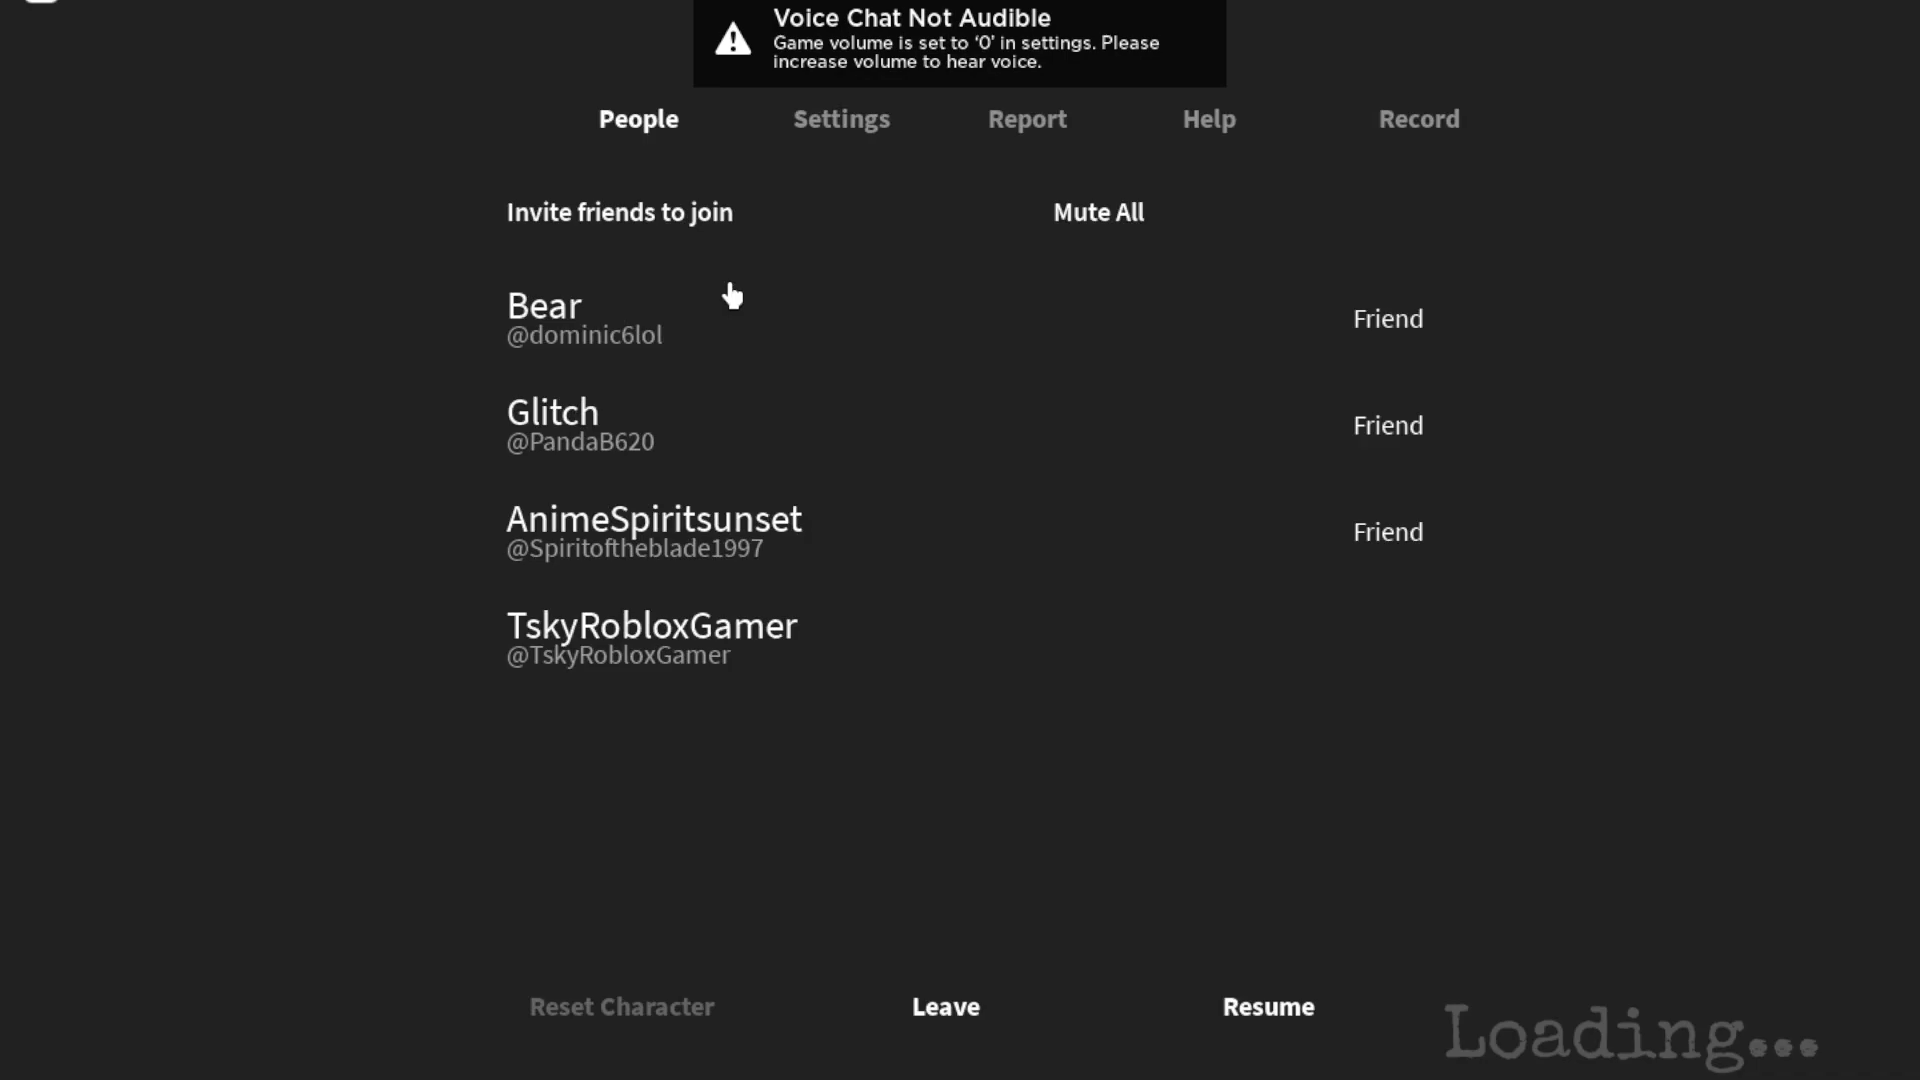 Voice Chat Not Audible
Game volume is set to ‘0’ in settings. Please
increase volume to hear voice.
People Settings Report Help Record
Invite friends to join Mute All
Bear
@dominic6lol
Friend
Glitch
@PandaB620
Friend
AnimeSpiritsunset
@Spiritoftheblade1997
Friend
TskyRobloxGamer
@TskyRobloxGamer
Reset Character Leave Resume
Loading...